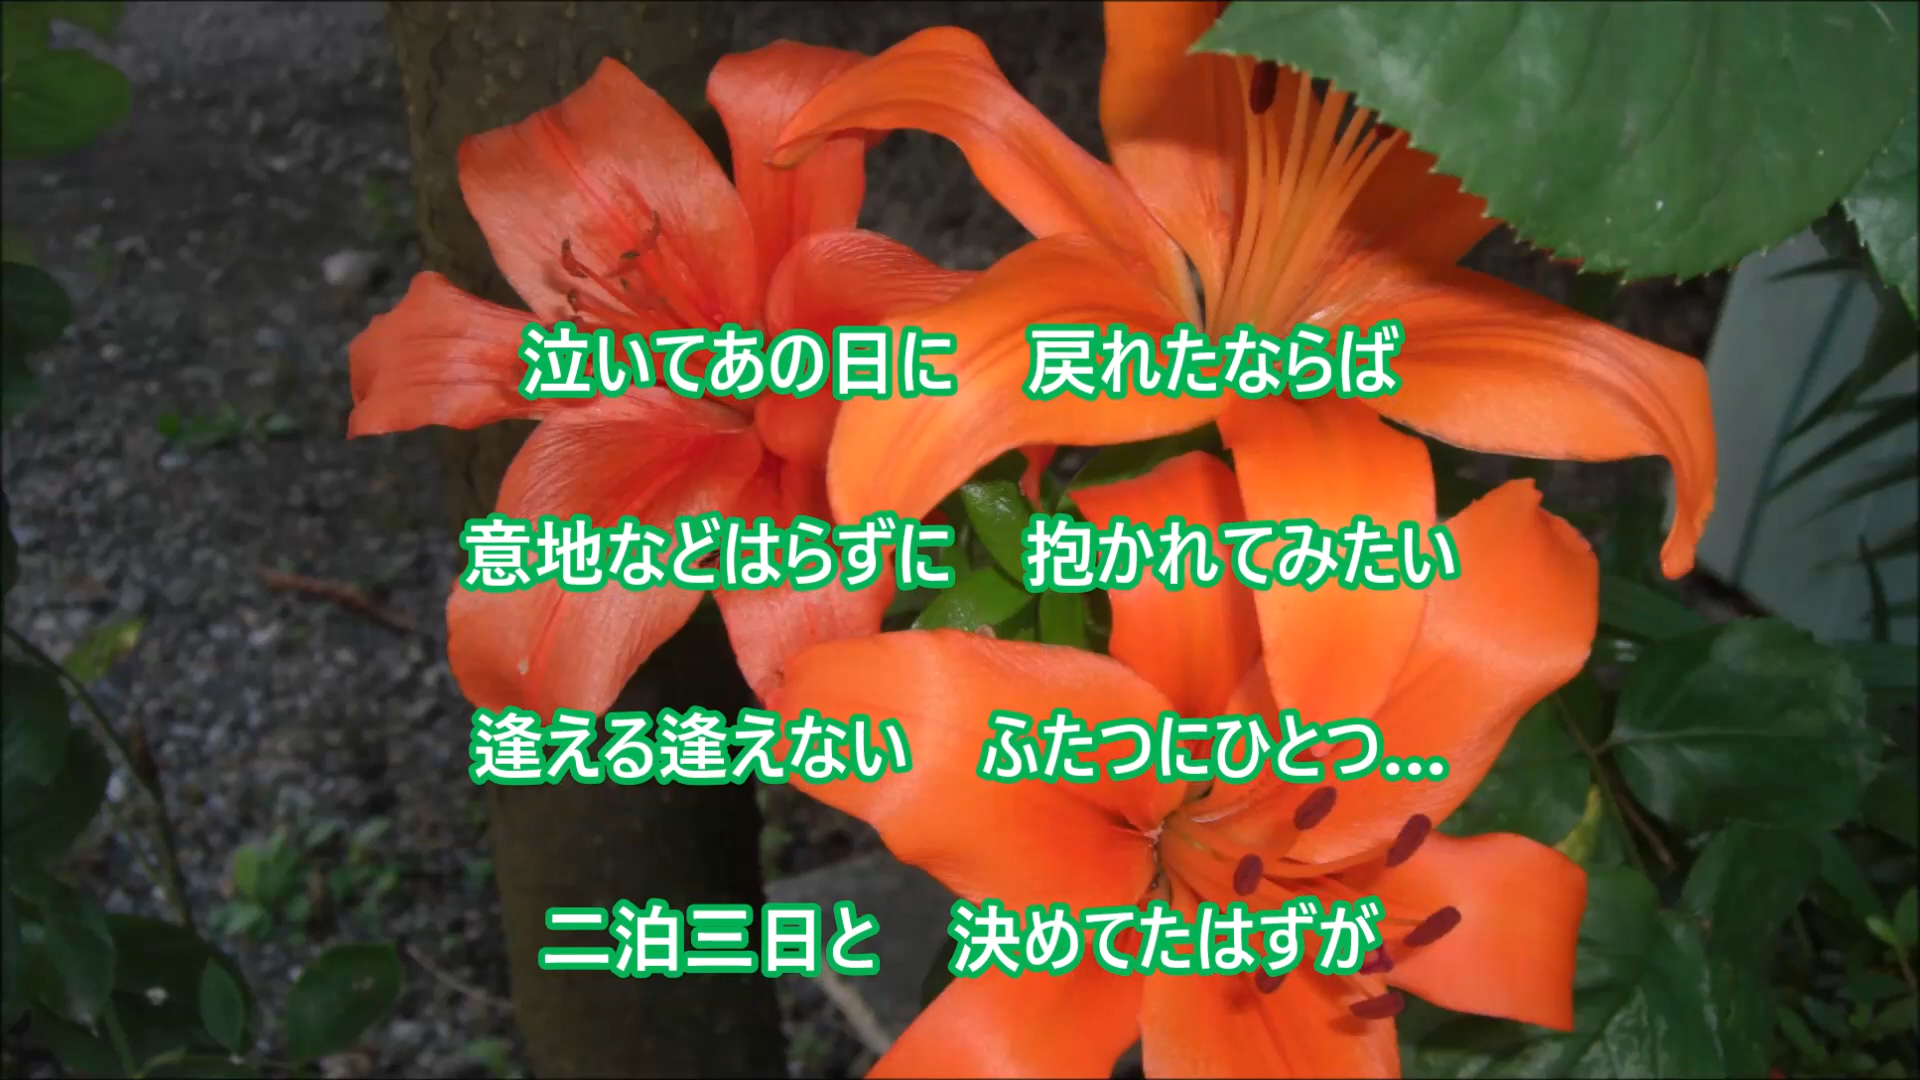 泣いてあの日に　戻れたならば
意地などはらずに　抱かれてみたい
逢える逢えない　ふたつにひとつ…
二泊三日と　決めてたはずが